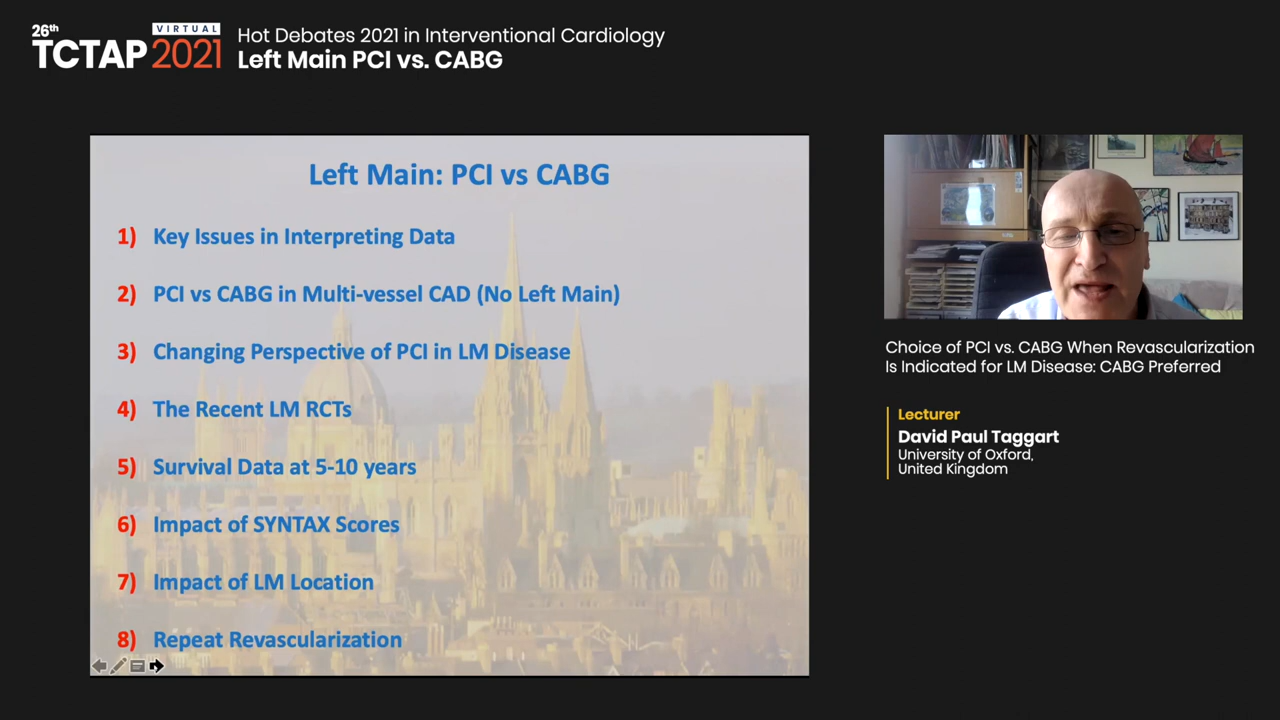 26th
VIRTUAL
TCTAP 2021
Hot Debates 2021 in Interventional Cardiology
Left Main PCI vs. CABG
Left Main: PCI vs CABG
1) Key Issues in Interpreting Data
2) PCI vs CABG in Multi-vessel CAD (No Left Main)
3) Changing Perspective of PCI in LM Disease
4) The Recent LM RCTs
5) Survival Data at 5-10 years
6) Impact of SYNTAX Scores
7) Impact of LM Location
8) Repeat Revascularization
Choice of PCI vs. CABG When Revascularization
Is Indicated for LM Disease: CABG Preferred
Lecturer
David Paul Taggart
University of Oxford,
United Kingdom